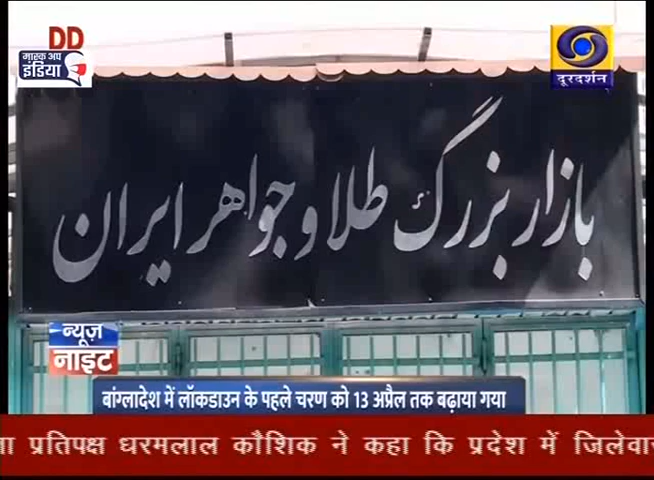 DD
मास्क अप
इंडिया
दूरदर्शन
بازار بزرگ طلا و جواهر ایران
न्यूज़
नाइट
बांग्लादेश में लॉकडाउन के पहले चरण को 13 अप्रैल तक बढ़ाया गया
प्रतिपक्ष धरमलाल कौशिक ने कहा कि प्रदेश में